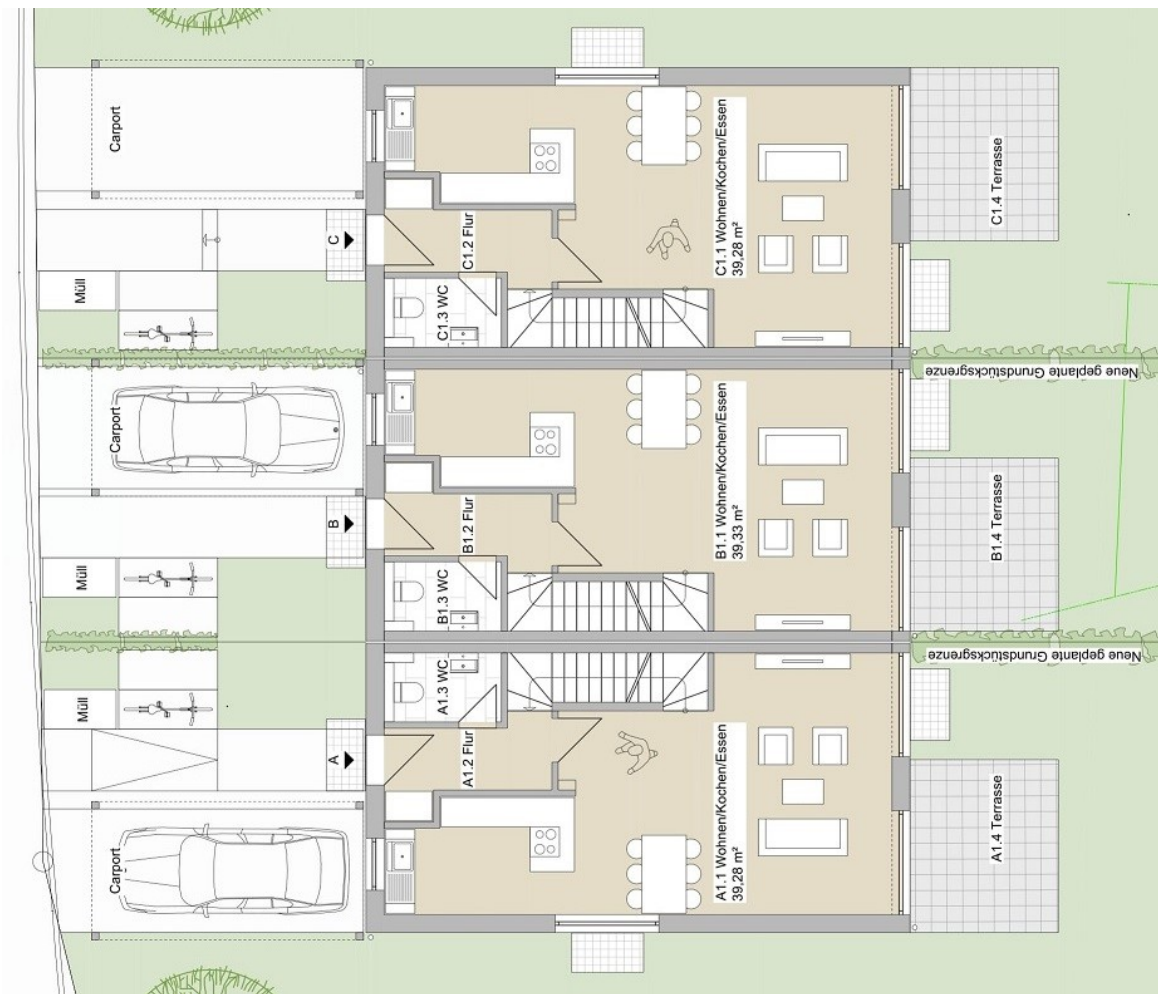 Carport
C
Müll
C1.2 Flur
C1.3 WC
C1.1 Wohnen/Kochen/Essen
39,28 m²
C1.4 Terrasse
Neue geplante Grundstücksgrenze
Carport
B
Müll
B1.2 Flur
B1.3 WC
B1.1 Wohnen/Kochen/Essen
39,33 m²
B1.4 Terrasse
Neue geplante Grundstücksgrenze
Müll
A
Carport
A1.3 WC
A1.2 Flur
A1.1 Wohnen/Kochen/Essen
39,28 m²
A1.4 Terrasse